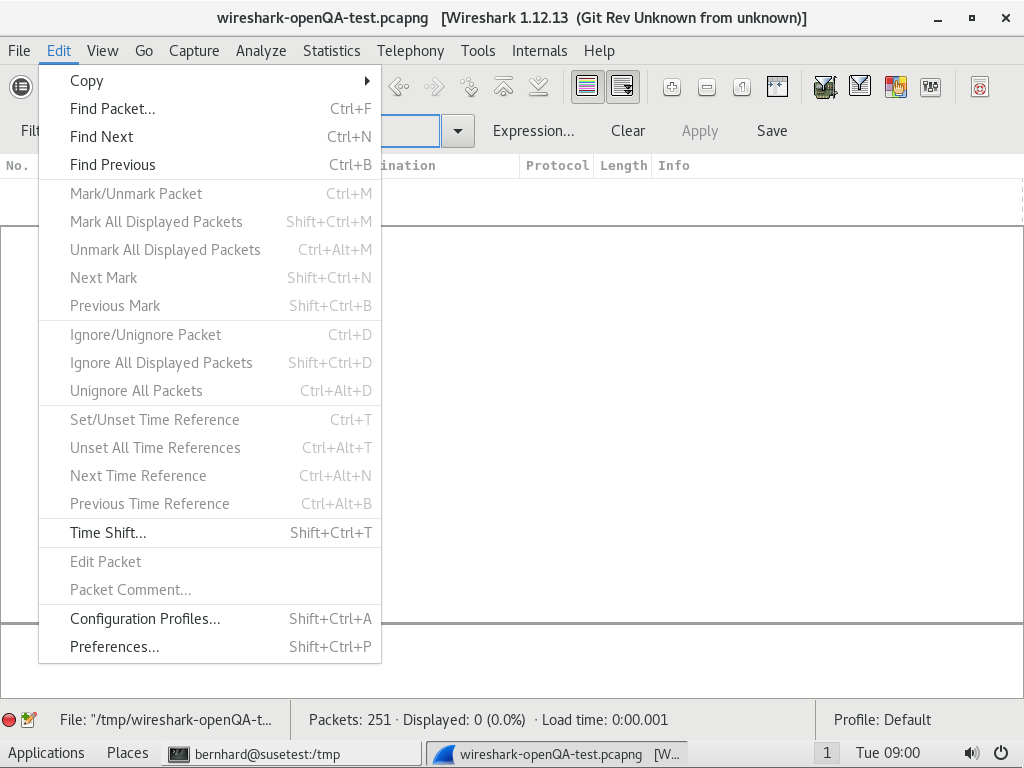 wireshark-openQA-test.pcapng   [Wireshark 1.12.13  (Git Rev Unknown from unknown)]
File Edit View Go Capture Analyze Statistics Telephony Tools Internals Help
Copy
Find Packet... Ctrl+F
Find Next Ctrl+N
Find Previous Ctrl+B
Mark/Unmark Packet Ctrl+M
Mark All Displayed Packets Shift+Ctrl+M
Unmark All Displayed Packets Ctrl+Alt+M
Next Mark Shift+Ctrl+N
Previous Mark Shift+Ctrl+B
Ignore/Unignore Packet Ctrl+D
Ignore All Displayed Packets Shift+Ctrl+D
Unignore All Packets Ctrl+Alt+D
Set/Unset Time Reference Ctrl+T
Unset All Time References Ctrl+Alt+T
Next Time Reference Ctrl+Alt+N
Previous Time Reference Ctrl+Alt+B
Time Shift... Shift+Ctrl+T
Edit Packet
Packet Comment...
Configuration Profiles... Shift+Ctrl+A
Preferences... Shift+Ctrl+P
Filt Expression... Clear Apply Save
No. ination Protocol Length Info
File: "/tmp/wireshark-openQA-t... Packets: 251 · Displayed: 0 (0.0%)  · Load time: 0:00.001 Profile: Default
Applications Places bernhard@susetest:/tmp wireshark-openQA-test.pcapng   [W... 1 Tue 09:00